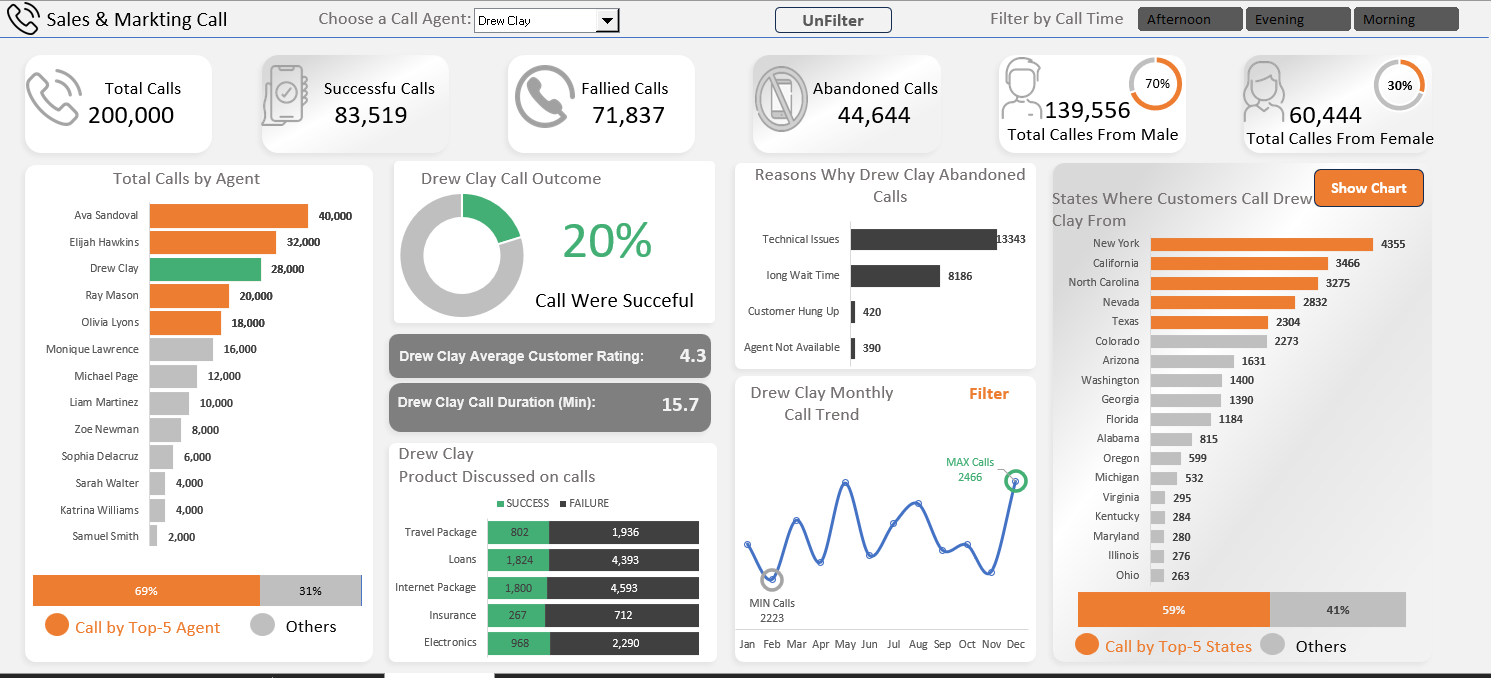 Sales & Markting Call
Choose a Call Agent:
Drew Clay
UnFilter
Filter by Call Time
Afternoon
Evening
Morning
Total Calls
200,000
Successfu Calls
83,519
Fallied Calls
71,837
Abandoned Calls
44,644
70%
139,556
Total Calles From Male
30%
60,444
Total Calles From Female
Total Calls by Agent
Ava Sandoval 40,000
Elijah Hawkins 32,000
Drew Clay 28,000
Ray Mason 20,000
Olivia Lyons 18,000
Monique Lawrence 16,000
Michael Page 12,000
Liam Martinez 10,000
Zoe Newman 8,000
Sophia Delacruz 6,000
Sarah Walter 4,000
Katrina Williams 4,000
Samuel Smith 2,000
69% 31%
Call by Top-5 Agent Others
Drew Clay Call Outcome
20%
Call Were Succeful
Drew Clay Average Customer Rating: 4.3
Drew Clay Call Duration (Min): 15.7
Drew Clay
Product Discussed on calls
SUCCESS FAILURE
Travel Package 802 1,936
Loans 1,824 4,393
Internet Package 1,800 4,593
Insurance 267 712
Electronics 968 2,290
Reasons Why Drew Clay Abandoned
Calls
Technical Issues 13343
long Wait Time 8186
Customer Hung Up 420
Agent Not Available 390
Drew Clay Monthly
Call Trend
Filter
MAX Calls
2466
MIN Calls
2223
Jan Feb Mar Apr May Jun Jul Aug Sep Oct Nov Dec
Show Chart
States Where Customers Call Drew
Clay From
New York 4355
California 3466
North Carolina 3275
Nevada 2832
Texas 2304
Colorado 2273
Arizona 1631
Washington 1400
Georgia 1390
Florida 1184
Alabama 815
Oregon 599
Michigan 532
Virginia 295
Kentucky 284
Maryland 280
Illinois 276
Ohio 263
59% 41%
Call by Top-5 States Others